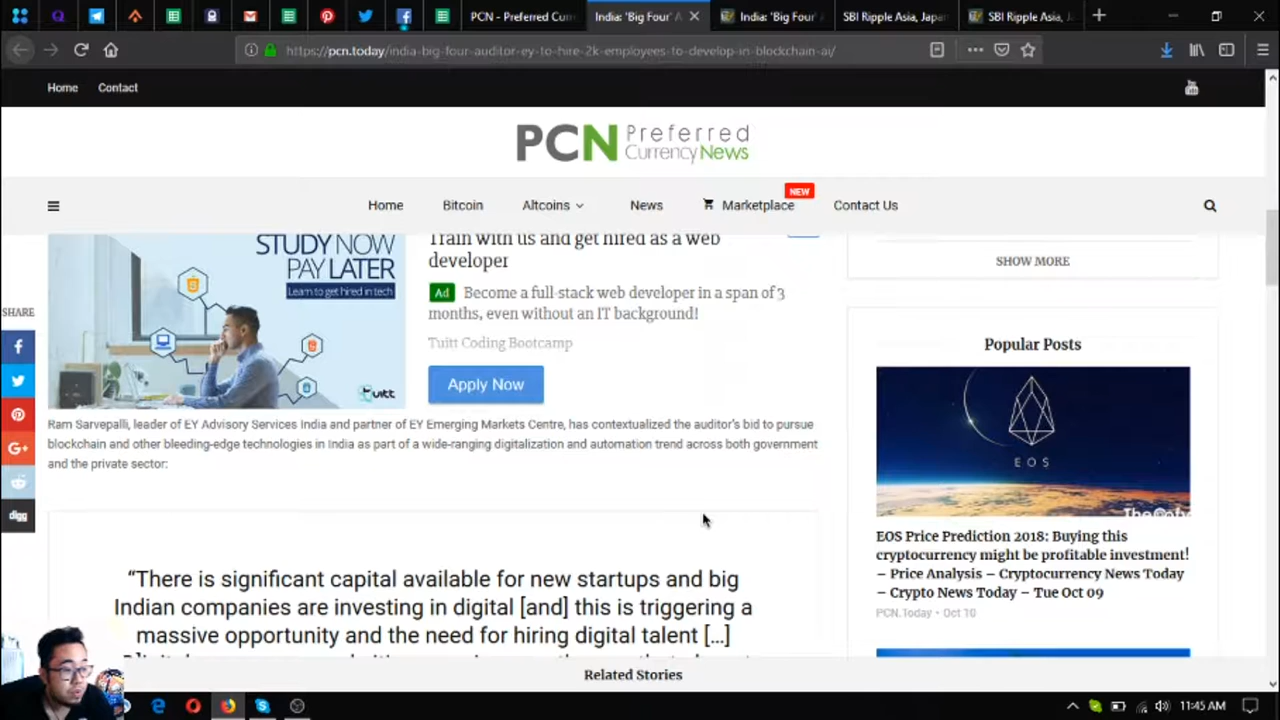 PCN - Preferred Curr
India: 'Big Four' A
India: 'Big Four'
SBI Ripple Asia, Japan
SBI Ripple Asia, J
https://pcn.today/india-big-four-auditor-ey-to-hire-2k-employees-to-develop-in-blockchain-ai/
Home
Contact
PCN Preferred
CurrencyNews
NEW
Home
Bitcoin
Altcoins
News
Marketplace
Contact Us
STUDY NOW
PAY LATER
Learn to get hired in tech
tuitt
Train with us and get hired as a web
developer
Ad Become a full-stack web developer in a span of 3
months, even without an IT background!
Tuitt Coding Bootcamp
Apply Now
SHARE
digg
Ram Sarvepalli, leader of EY Advisory Services India and partner of EY Emerging Markets Centre, has contextualized the auditor's bid to pursue
blockchain and other bleeding-edge technologies in India as part of a wide-ranging digitalization and automation trend across both government
and the private sector:
“There is significant capital available for new startups and big
Indian companies are investing in digital [and] this is triggering a
massive opportunity and the need for hiring digital talent […]
SHOW MORE
Popular Posts
EOS
EOS Price Prediction 2018: Buying this
cryptocurrency might be profitable investment!
– Price Analysis – Cryptocurrency News Today
– Crypto News Today – Tue Oct 09
PCN.Today • Oct 10
Related Stories
11:45 AM